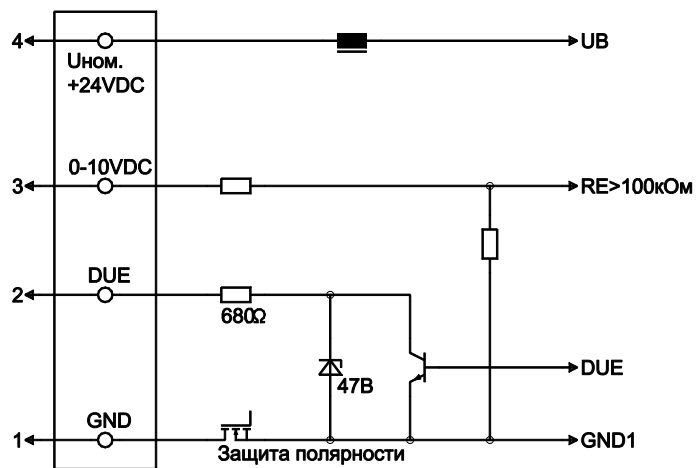 4
UB
Uном.
+24VDC
0-10VDC
3
RE>100кОм
DUE
2
680Ω
47В
DUE
GND
1
GND1
Защита полярности